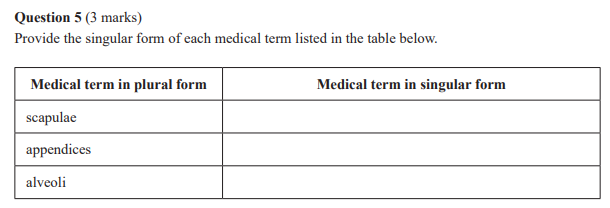 Question 5 (3 marks)
Provide the singular form of each medical term listed in the table below.
Medical term in plural form Medical term in singular form
scapulae
appendices
alveoli